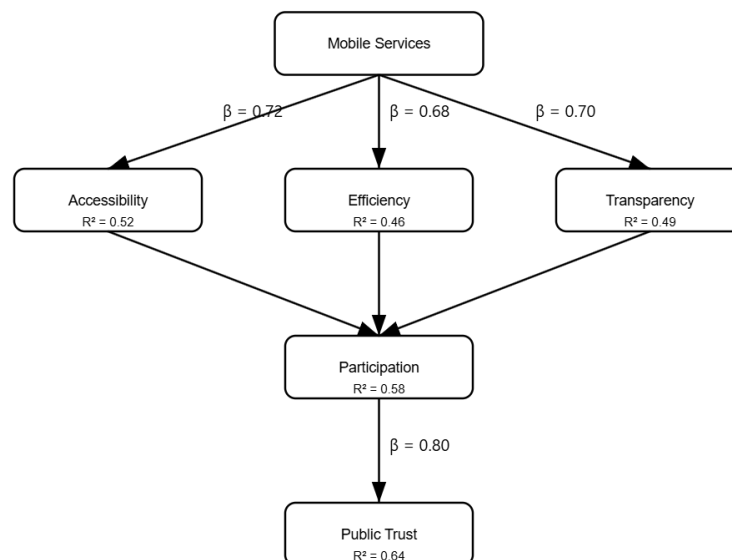 Mobile Services
β = 0.72
β = 0.68
β = 0.70
Accessibility
R² = 0.52
Efficiency
R² = 0.46
Transparency
R² = 0.49
Participation
R² = 0.58
β = 0.80
Public Trust
R² = 0.64